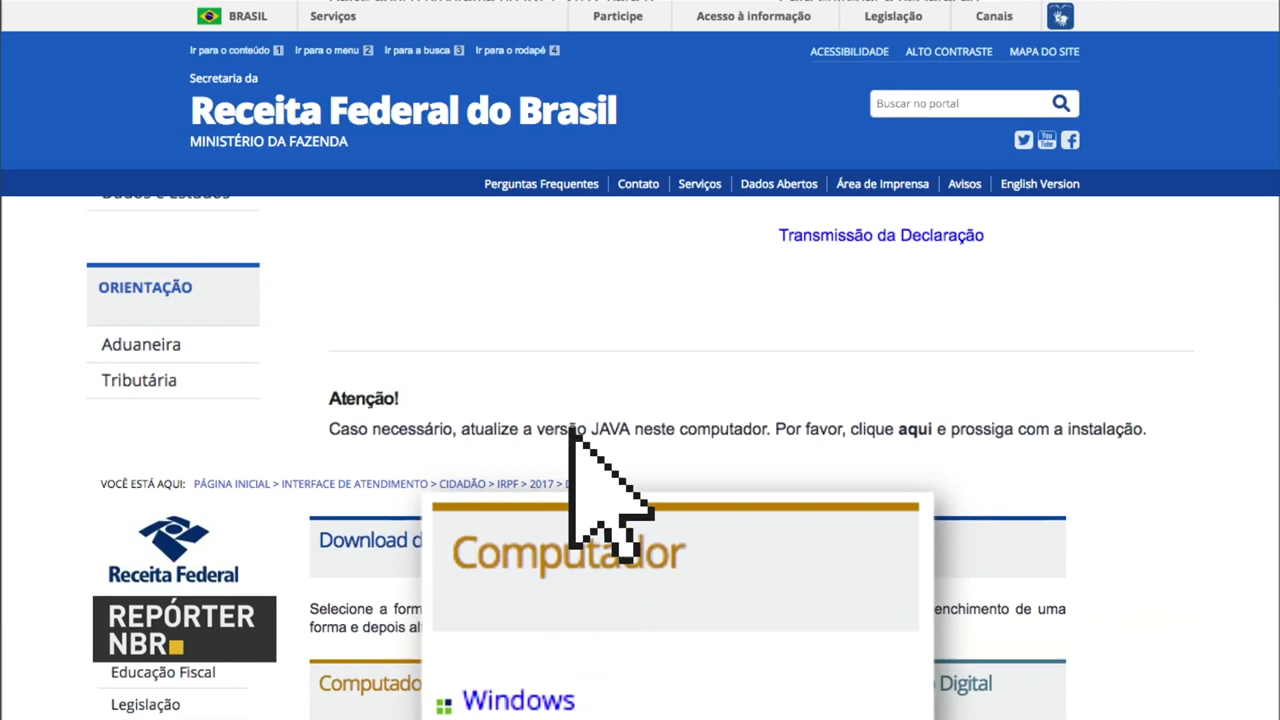 BRASIL Serviços Participe Acesso à informação Legislação Canais
Ir para o conteúdo 1 Ir para o menu 2 Ir para a busca 3 Ir para o rodapé 4
ACESSIBILIDADE ALTO CONTRASTE MAPA DO SITE
Secretaria da
Receita Federal do Brasil
MINISTÉRIO DA FAZENDA
Buscar no portal
You Tube
Perguntas Frequentes Contato Serviços Dados Abertos Área de Imprensa Avisos English Version
Dados e Estudos
Transmissão da Declaração
ORIENTAÇÃO
Aduaneira
Tributária
Atenção!
Caso necessário, atualize a versão JAVA neste computador. Por favor, clique aqui e prossiga com a instalação.
VOCÊ ESTÁ AQUI: PÁGINA INICIAL > INTERFACE DE ATENDIMENTO > CIDADÃO > IRPF > 2017 > D
Receita Federal
Download d
Computador
REPÓRTER
NBR
Selecione a form
enchimento de uma
forma e depois al
Educação Fiscal
Computado
Digital
Windows
Legislação